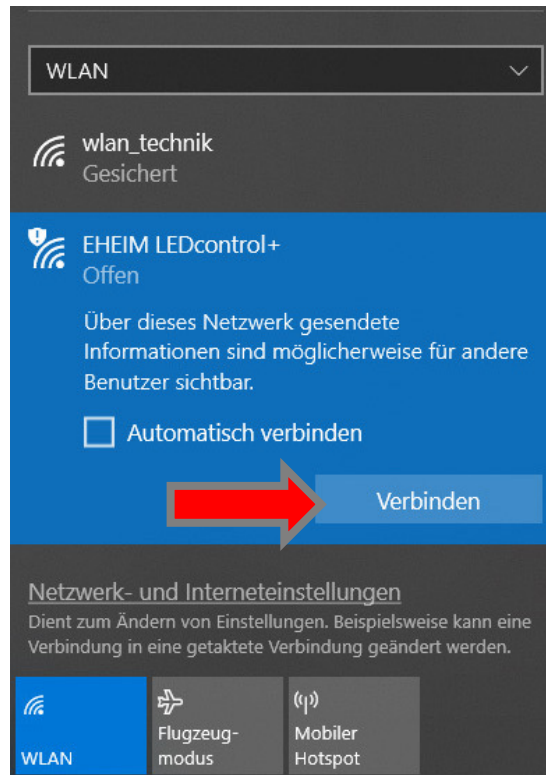 WLAN
wlan_technik
Gesichert
EHEIM LEDcontrol+
Offen
Über dieses Netzwerk gesendete
Informationen sind möglicherweise für andere
Benutzer sichtbar.
Automatisch verbinden
Verbinden
Netzwerk- und Interneteinstellungen
Dient zum Ändern von Einstellungen. Beispielsweise kann eine
Verbindung in eine getaktete Verbindung geändert werden.
WLAN
Flugzeug-
modus
Mobiler
Hotspot